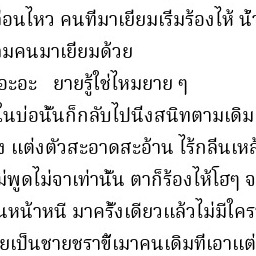 อนไหว คนที่มาเยี่ยมเริ่มร้องไห้ น้ำ
มคนมาเยี่ยมด้วย
อะอะ ยายรู้ใช่ไหมยาย ๆ
ในบ่อนั้นก็กลับไปนิ่งสนิทตามเดิม
แต่งตัวสะอาดสะอ้าน ไร้กลิ่นเหล้
ม่พูดไม่จาเท่านั้น ตาก็ร้องไห้โฮๆ จ
นหน้าหนี มาครั้งเดียวแล้วไม่มีใคร
ยเป็นชายชราขี้เมาคนเดิมที่เอาแต่